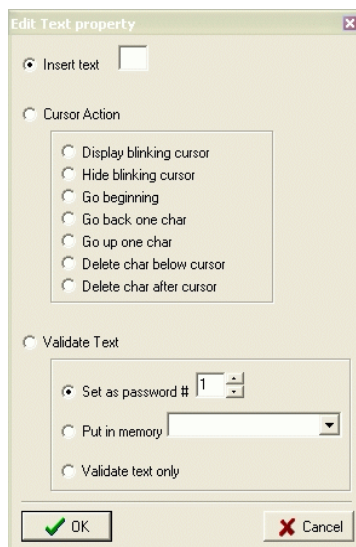 Edit Text property
Insert text
Cursor Action
Display blinking cursor
Hide blinking cursor
Go beginning
Go back one char
Go up one char
Delete char below cursor
Delete char after cursor
Validate Text
Set as password # 1
Put in memory
Validate text only
OK Cancel